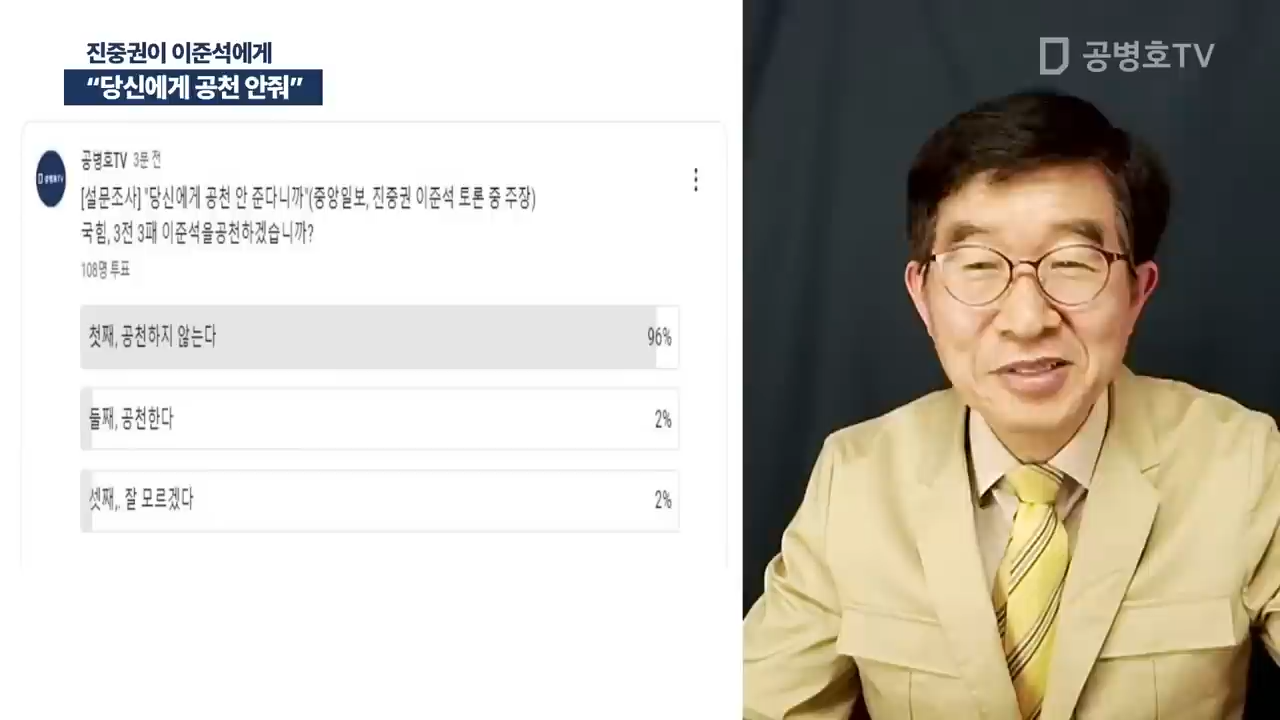 진중권이 이준석에게
“당신에게 공천 안줘”
공병호TV
공병호TV
공병호TV 3분 전
[설문조사] "당신에게 공천 안 준다니까"(중앙일보, 진중권 이준석 토론 중 주장)
국힘, 3전 3패 이준석을공천하겠습니까?
108명 투표
첫째, 공천하지 않는다 96%
둘째, 공천한다 2%
셋째,. 잘 모르겠다 2%